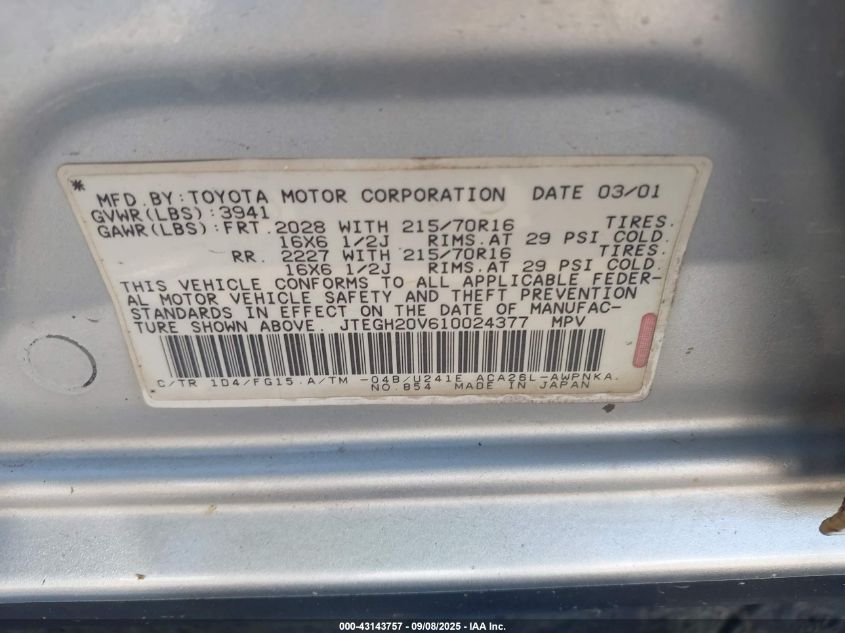 * MFD.BY:TOYOTA MOTOR CORPORATION DATE 03/01
GVWR(LBS):3941
GAWR(LBS):FRT.2028 WITH 215/70R16 TIRES.
16X6 1/2J RIMS.AT 29 PSI COLD.
RR. 2227 WITH 215/70R16 TIRES.
16X6 1/2J RIMS.AT 29 PSI COLD.
THIS VEHICLE CONFORMS TO ALL APPLICABLE FEDER-
AL MOTOR VEHICLE SAFETY AND THEFT PREVENTION
STANDARDS IN EFFECT ON THE DATE OF MANUFAC-
TURE SHOWN ABOVE. JTEGH20V610024377 MPV
C/TR 1D4/FG15.A/TM -04B/U241E ACA26L-AWPNKA.
NO.854 MADE IN JAPAN
000-43143757 - 09/08/2025 - IAA Inc.